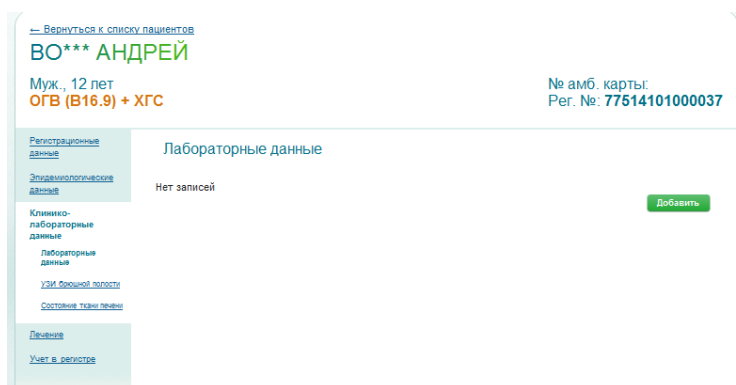 ← Вернуться к списку пациентов
ВО*** АНДРЕЙ
Муж., 12 лет
ОГВ (B16.9) + ХГС
№ амб. карты:
Рег. №: 77514101000037
Регистрационные
данные
Эпидемиологические
данные
Клинико-
лабораторные
данные
Лабораторные
данные
УЗИ брюшной полости
Состояние ткани печени
Лечение
Учет в регистре
Лабораторные данные
Нет записей
Добавить